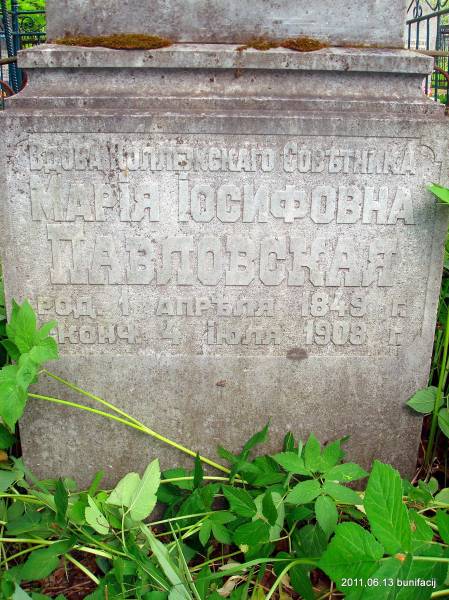 Вдова Коллежскаго Совѣтника
Марія Іосифовна
Павловская
род. 1 апрѣля 1849 г.
сконч. 4 іюля 1908 г.
2011.06.13 bunifacij